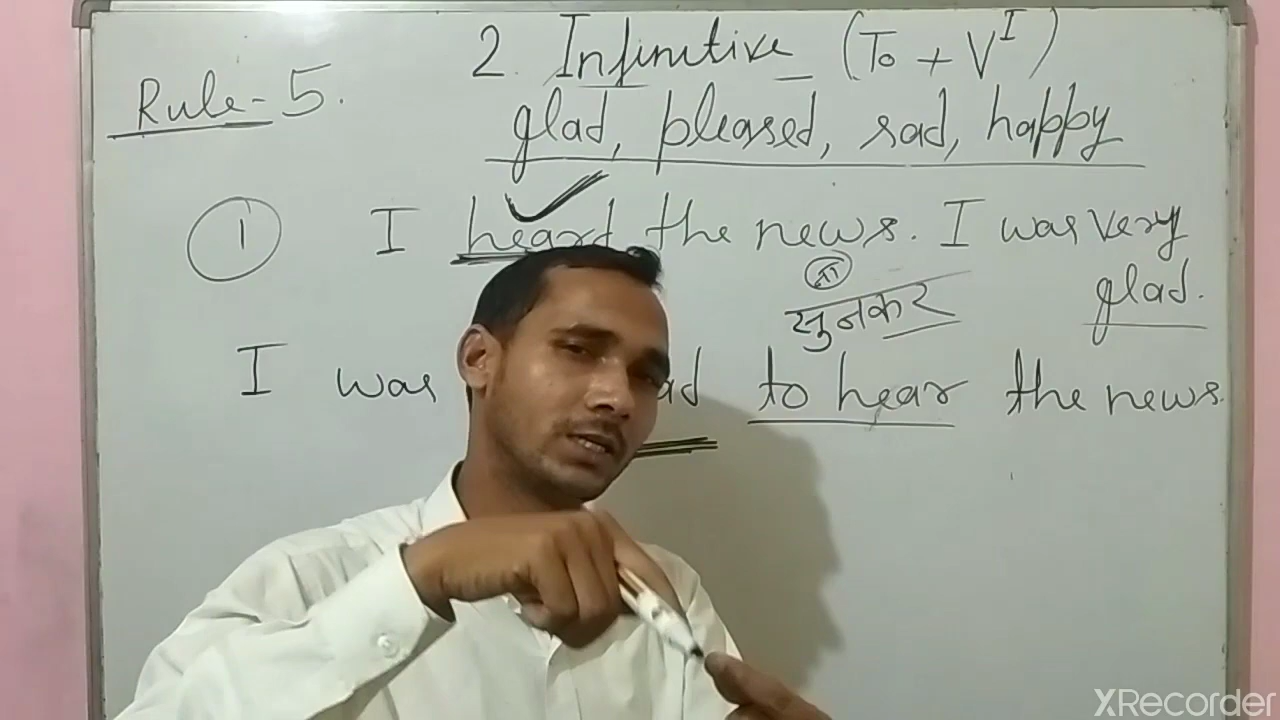 2. Infinitive (To + V^I)
Rule-5.
glad, pleased, sad, happy
1 I heard the news. I was very
glad.
सुनकर
I was to hear the news.
XRecorder